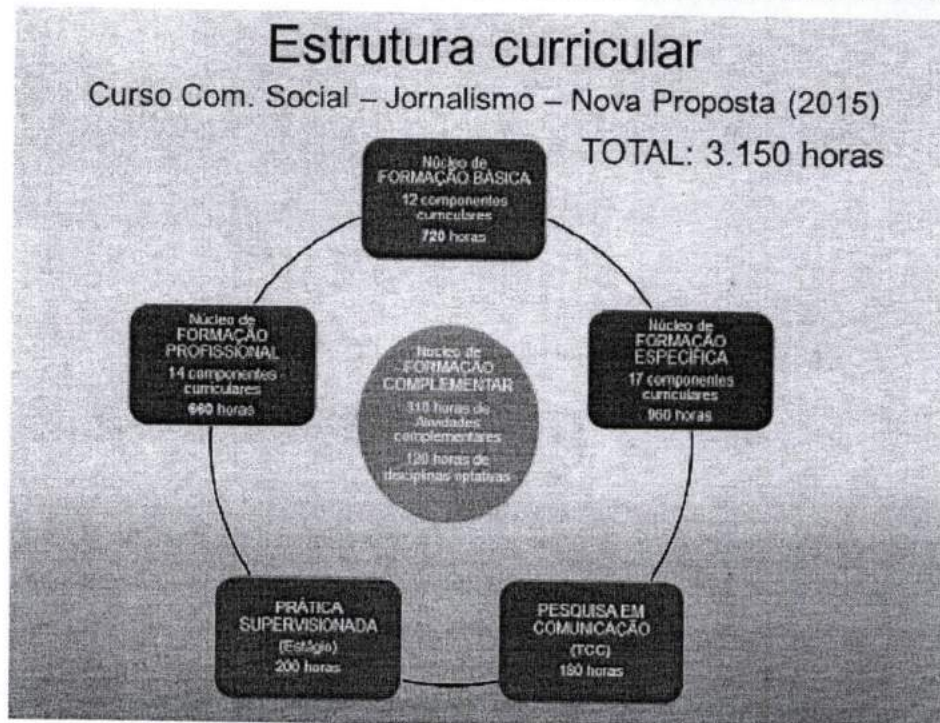 Estrutura curricular
Curso Com. Social – Jornalismo – Nova Proposta (2015)
TOTAL: 3.150 horas
Núcleo de
FORMAÇÃO BÁSICA
12 componentes
curriculares
720 horas
Núcleo de
FORMAÇÃO
PROFISSIONAL
14 componentes
curriculares
660 horas
Núcleo de
FORMAÇÃO
COMPLEMENTAR
310 horas de
Atividades
complementares
120 horas de
disciplinas optativas
Núcleo de
FORMAÇÃO
ESPECÍFICA
17 componentes
curriculares
960 horas
PRÁTICA
SUPERVISIONADA
(Estágio)
200 horas
PESQUISA EM
COMUNICAÇÃO
(TCC)
180 horas